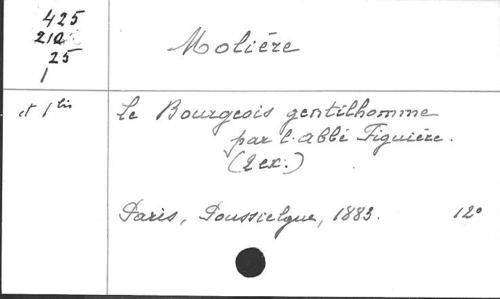 425
210
25
1
Molière
et 1 bis
Le Bourgeois gentilhomme
par l'Abbé Figuière.
(2 ex.)
Paris, Poussielgue, 1883. 12°